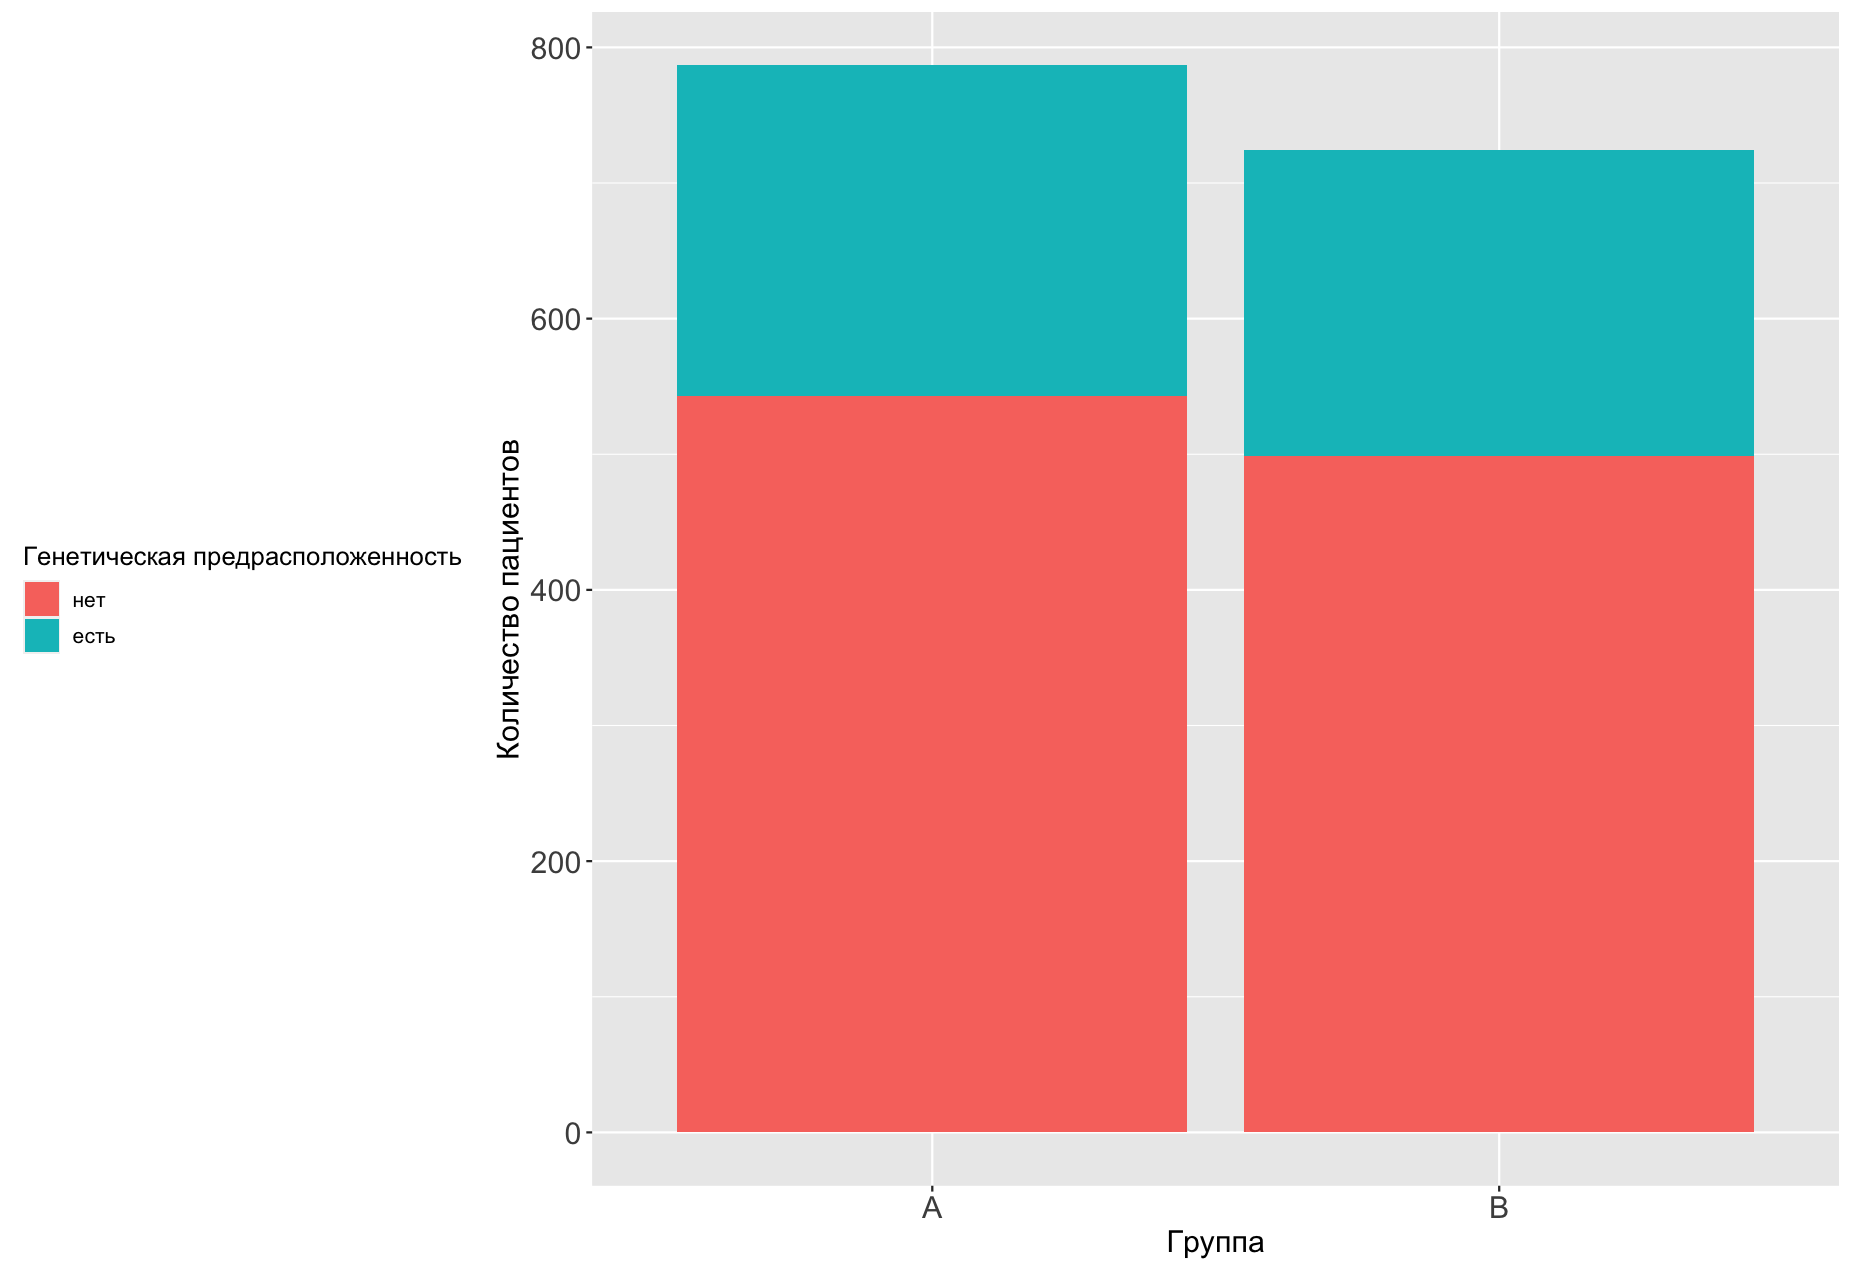 Генетическая предрасположенность
нет
есть
Количество пациентов
800
600
400
200
0
A
B
Группа